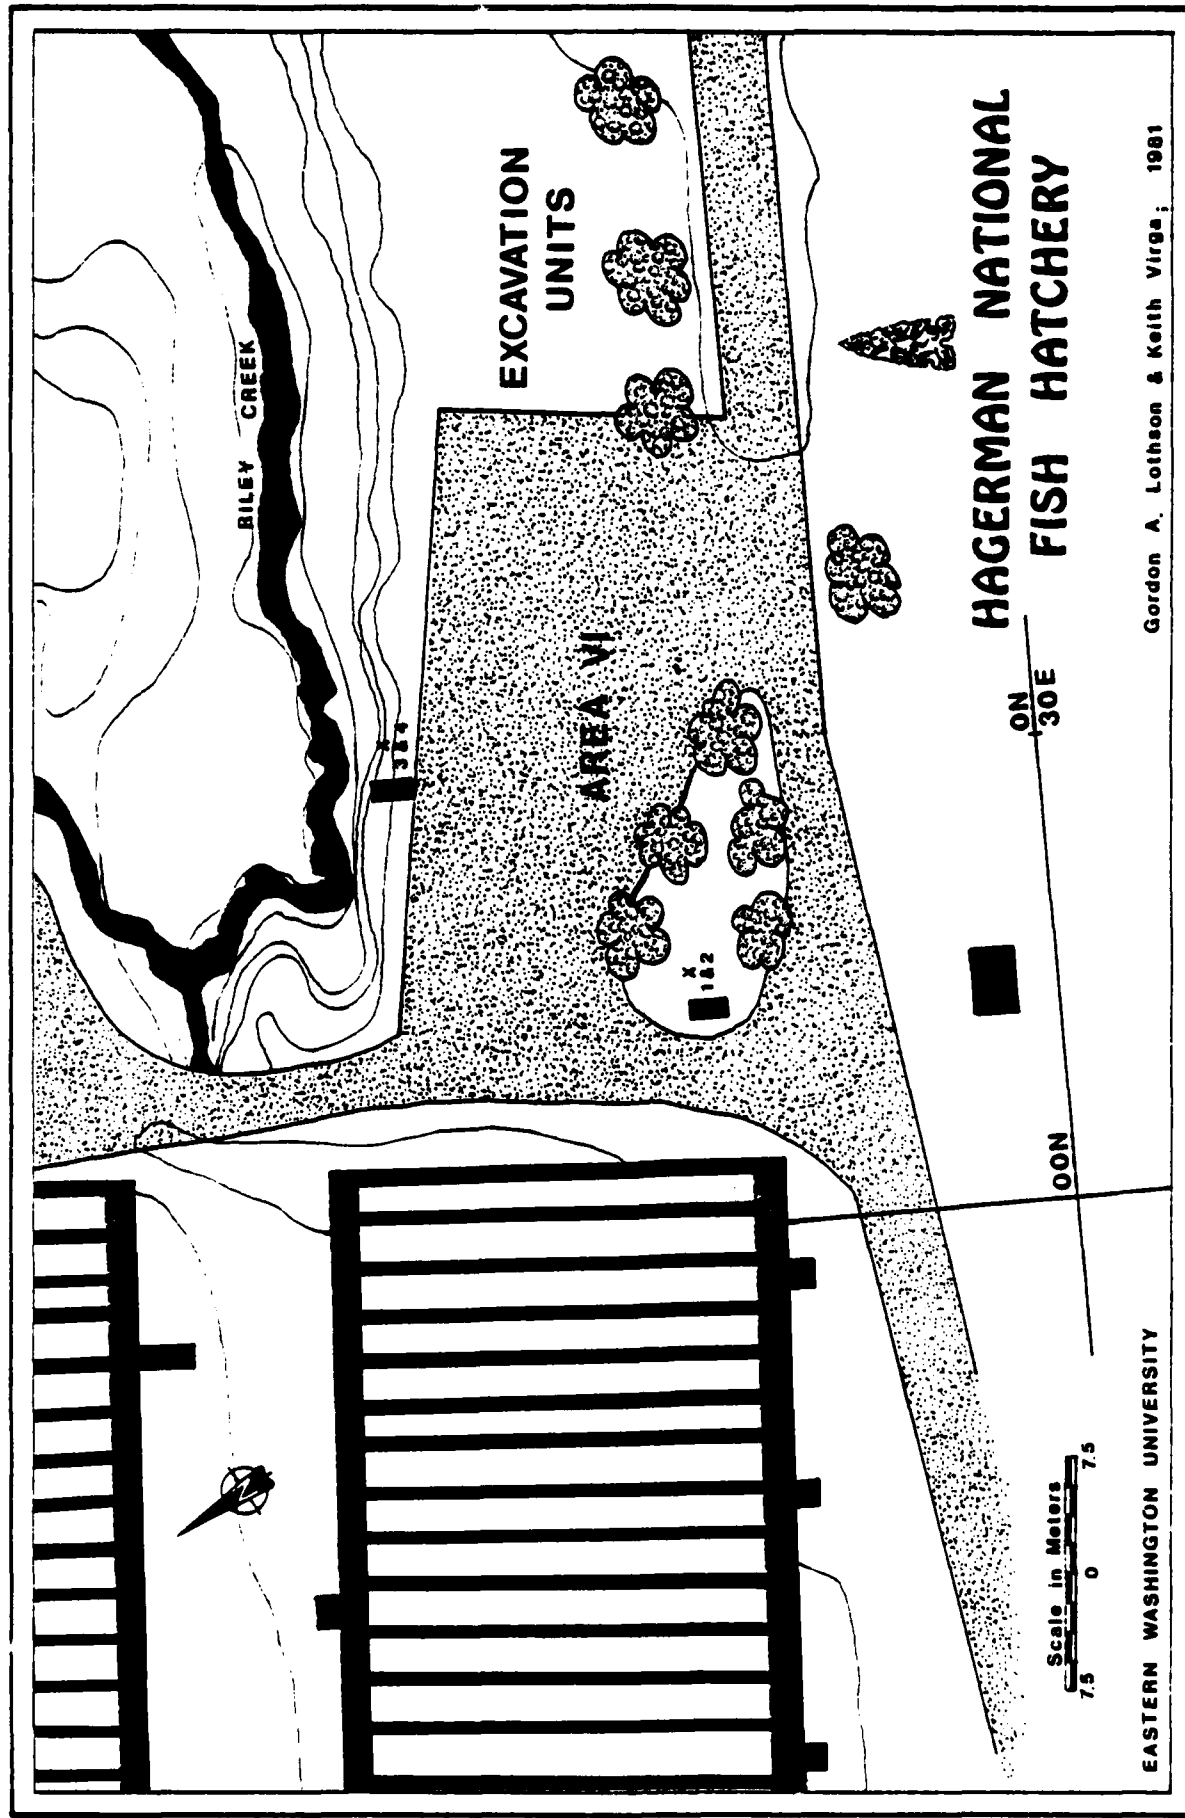 RILEY CREEK
EXCAVATION
UNITS
X
3&4
AREA VI
X
1&2
N
HAGERMAN NATIONAL
FISH HATCHERY
0N
30E
00N
Scale in Meters
7.5 0 7.5
EASTERN WASHINGTON UNIVERSITY
Gordon A. Lothson & Keith Virga; 1981